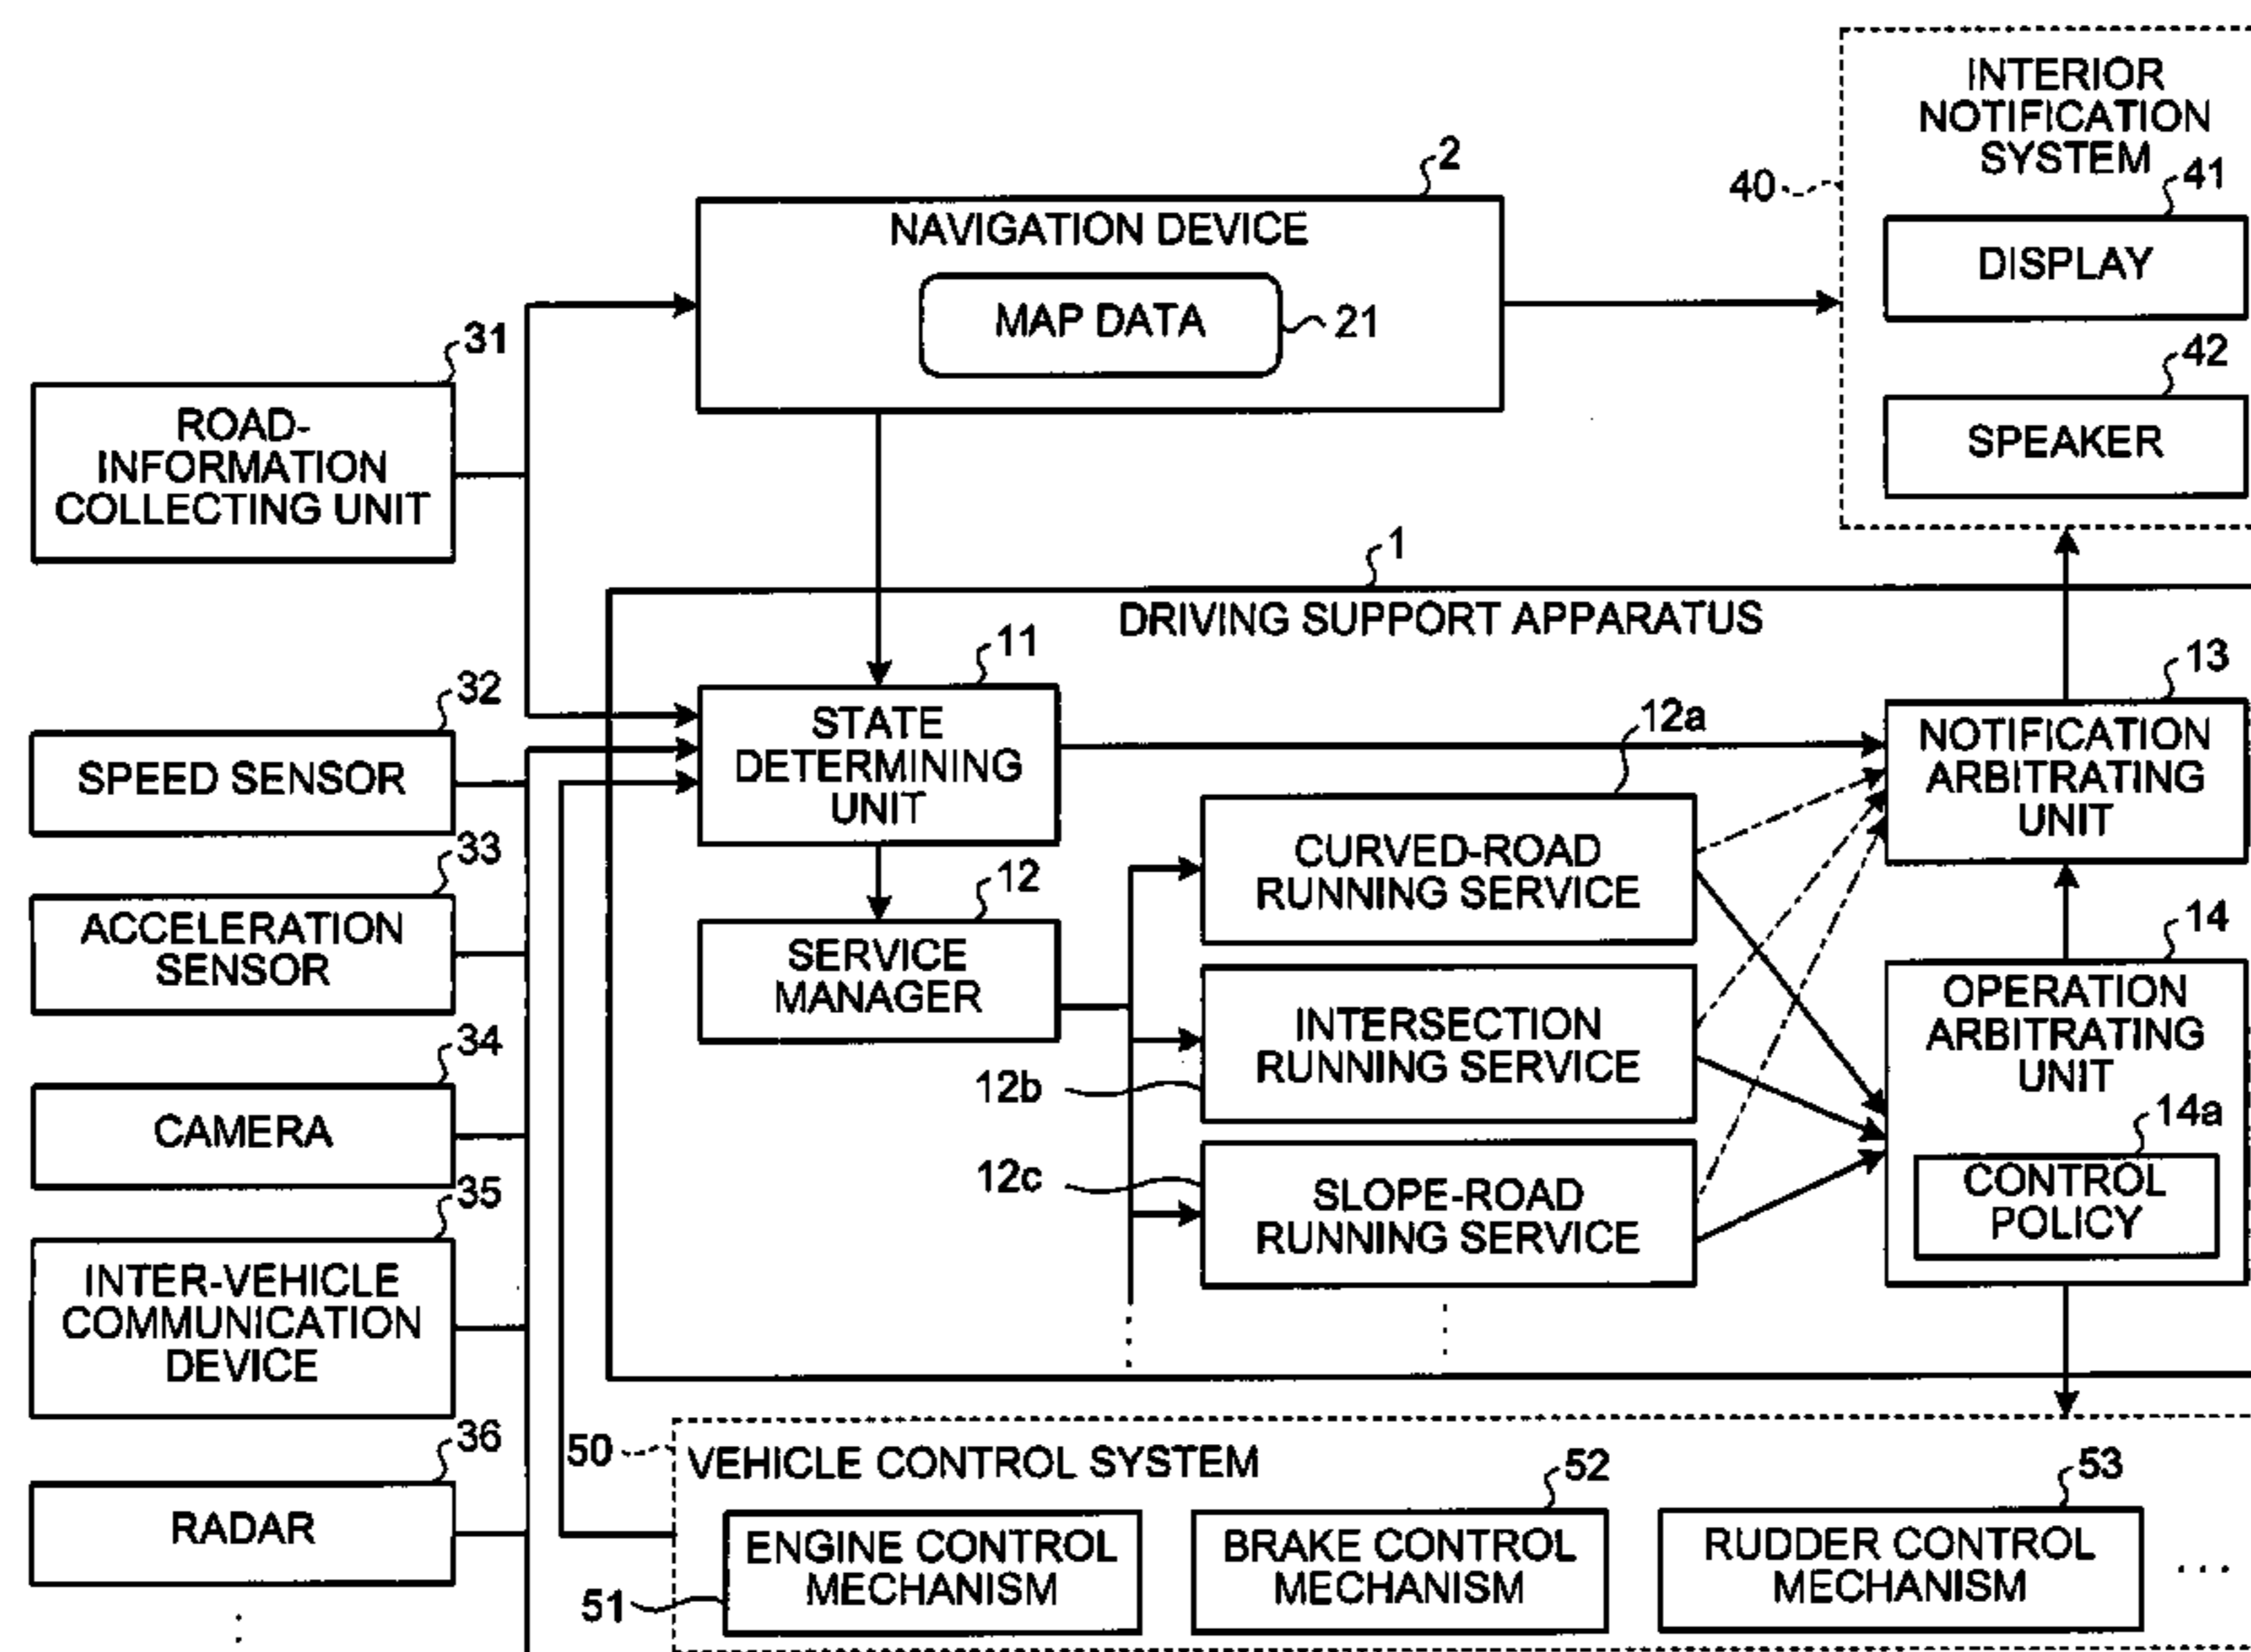 INTERIOR
NOTIFICATION
SYSTEM
40
41
DISPLAY
42
SPEAKER
2
NAVIGATION DEVICE
MAP DATA
21
31
ROAD-
INFORMATION
COLLECTING UNIT
1
DRIVING SUPPORT APPARATUS
11
STATE
DETERMINING
UNIT
13
NOTIFICATION
ARBITRATING
UNIT
32
SPEED SENSOR
12a
CURVED-ROAD
RUNNING SERVICE
33
ACCELERATION
SENSOR
12
SERVICE
MANAGER
14
OPERATION
ARBITRATING
UNIT
14a
CONTROL
POLICY
INTERSECTION
RUNNING SERVICE
12b
34
CAMERA
12c
SLOPE-ROAD
RUNNING SERVICE
35
INTER-VEHICLE
COMMUNICATION
DEVICE
36
RADAR
50
VEHICLE CONTROL SYSTEM
51
ENGINE CONTROL
MECHANISM
52
BRAKE CONTROL
MECHANISM
53
RUDDER CONTROL
MECHANISM
...